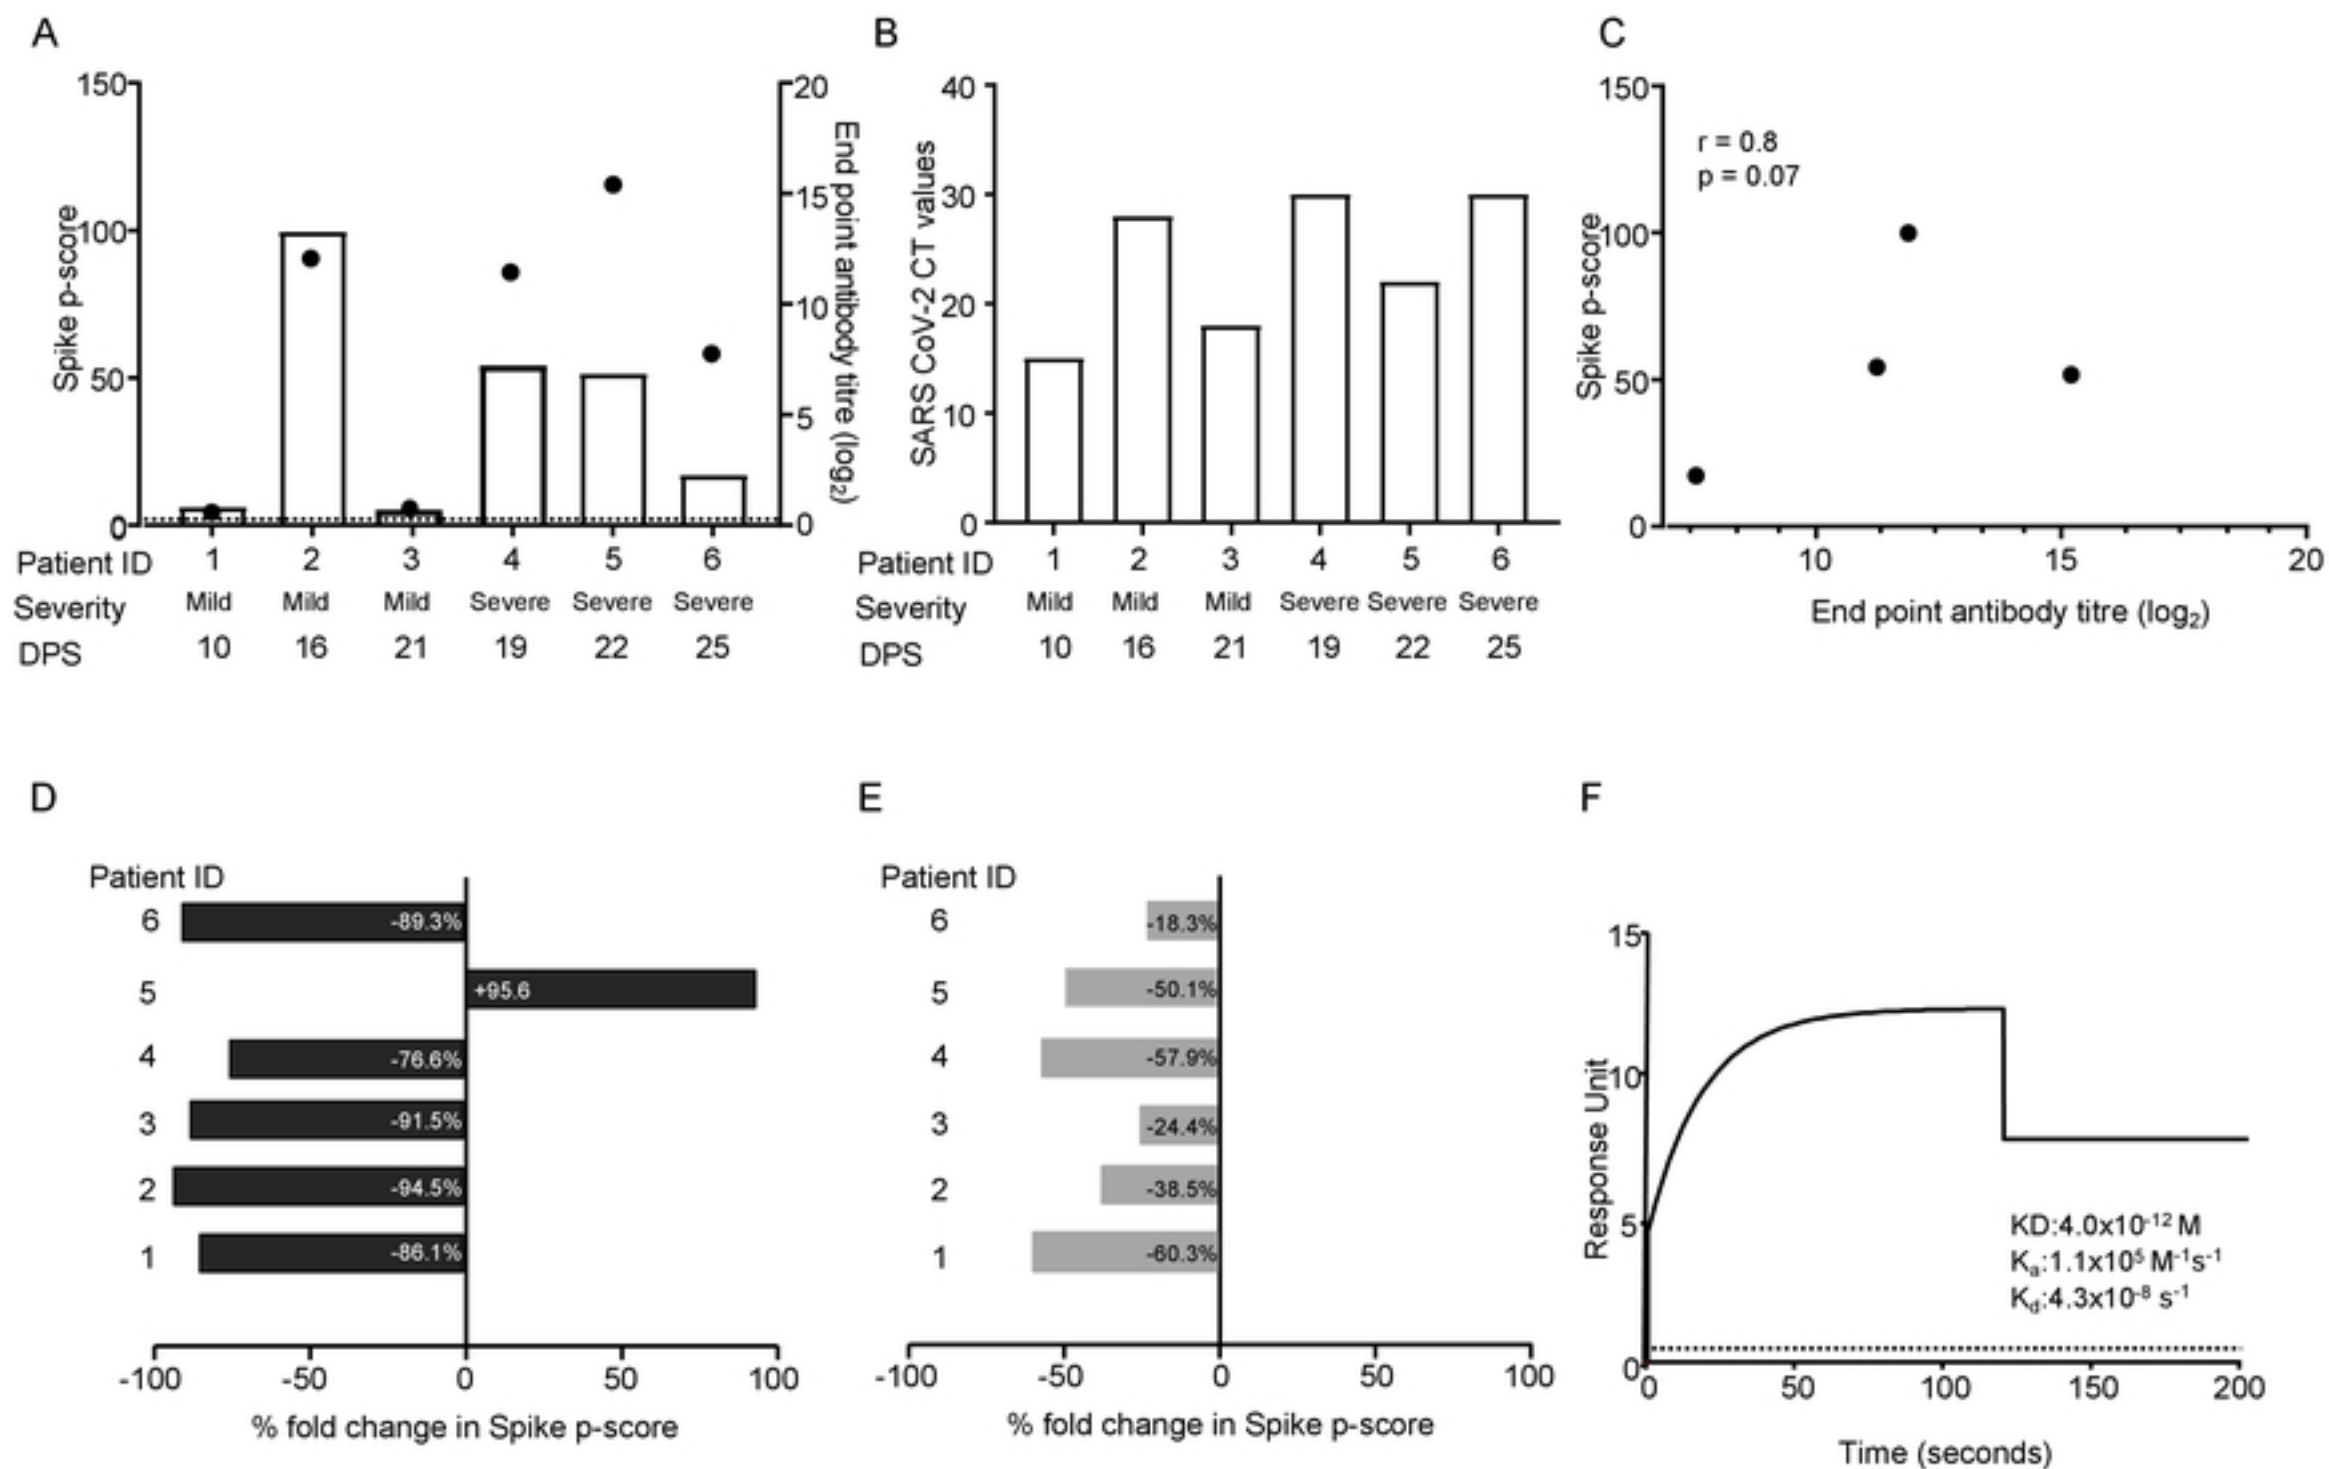 A
150
100
50
0
Spike p-score
20
15
10
5
0
End point antibody titre (log2)
Patient ID 1 2 3 4 5 6
Severity Mild Mild Mild Severe Severe Severe
DPS 10 16 21 19 22 25
B
40
30
20
10
0
SARS CoV-2 CT values
Patient ID 1 2 3 4 5 6
Severity Mild Mild Mild Severe Severe Severe
DPS 10 16 21 19 22 25
C
150
100
50
0
Spike p-score
r = 0.8
p = 0.07
10 15 20
End point antibody titre (log2)
D
Patient ID
6 -89.3%
5 +95.6
4 -76.6%
3 -91.5%
2 -94.5%
1 -86.1%
-100 -50 0 50 100
% fold change in Spike p-score
E
Patient ID
6 -18.3%
5 -50.1%
4 -57.9%
3 -24.4%
2 -38.5%
1 -60.3%
-100 -50 0 50 100
% fold change in Spike p-score
F
15
10
5
0
Response Unit
KD:4.0x10-12 M
Ka:1.1x105 M-1s-1
Kd:4.3x10-8 s-1
0 50 100 150 200
Time (seconds)